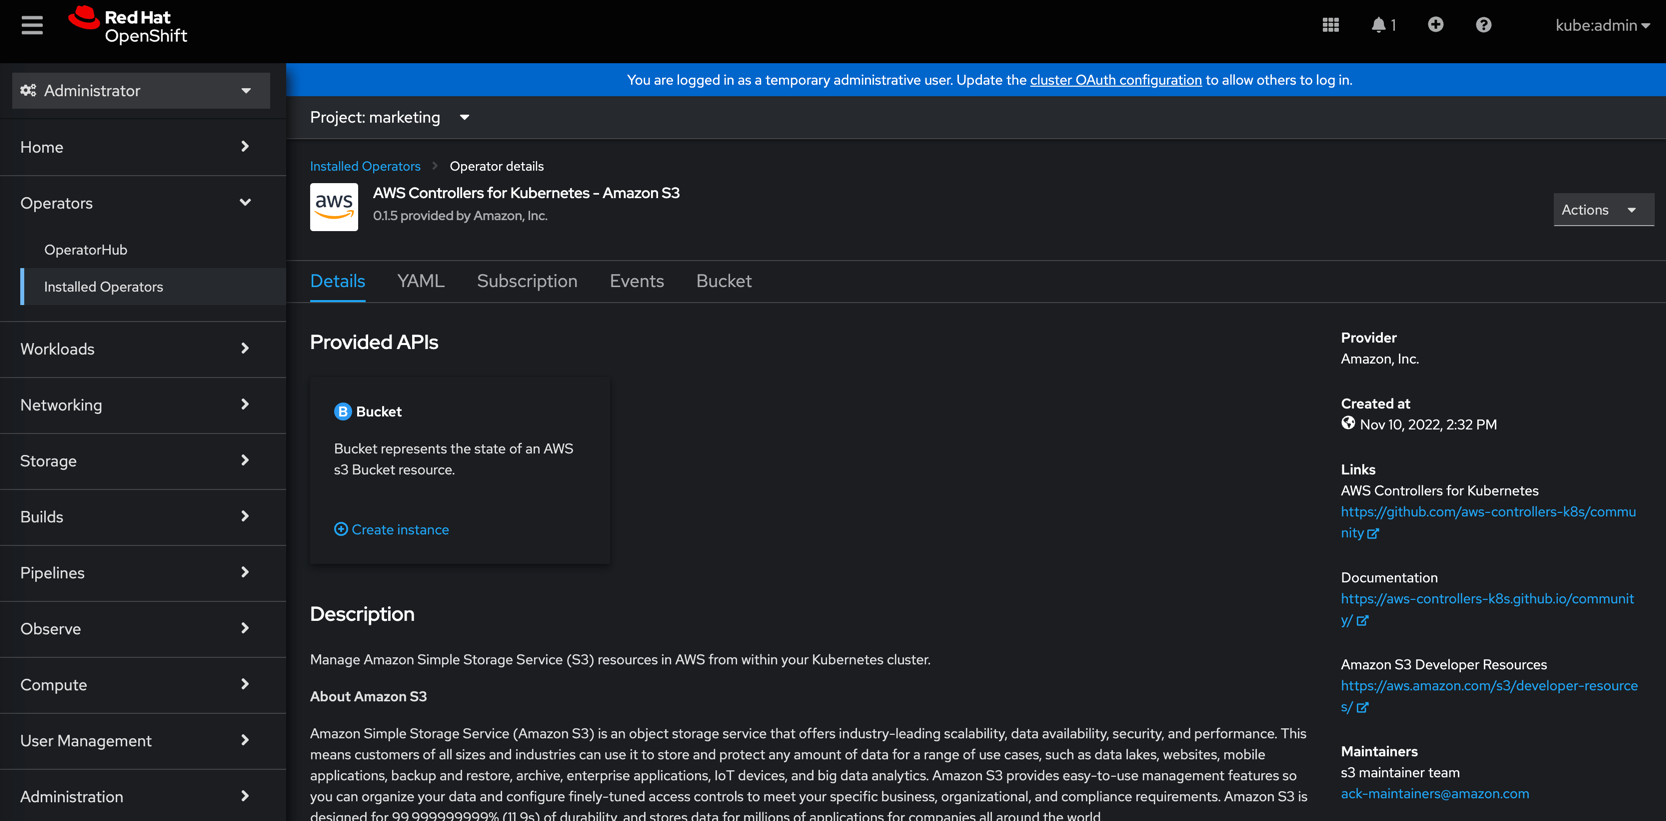 Red Hat
OpenShift
1
kube:admin
Administrator
You are logged in as a temporary administrative user. Update the cluster OAuth configuration to allow others to log in.
Project: marketing
Home
Operators
OperatorHub
Installed Operators
Workloads
Networking
Storage
Builds
Pipelines
Observe
Compute
User Management
Administration
Installed Operators
Operator details
aws
AWS Controllers for Kubernetes - Amazon S3
0.1.5 provided by Amazon, Inc.
Actions
Details
YAML
Subscription
Events
Bucket
Provided APIs
B Bucket
Bucket represents the state of an AWS
s3 Bucket resource.
Create instance
Description
Manage Amazon Simple Storage Service (S3) resources in AWS from within your Kubernetes cluster.
About Amazon S3
Amazon Simple Storage Service (Amazon S3) is an object storage service that offers industry-leading scalability, data availability, security, and performance. This
means customers of all sizes and industries can use it to store and protect any amount of data for a range of use cases, such as data lakes, websites, mobile
applications, backup and restore, archive, enterprise applications, IoT devices, and big data analytics. Amazon S3 provides easy-to-use management features so
you can organize your data and configure finely-tuned access controls to meet your specific business, organizational, and compliance requirements. Amazon S3 is
designed for 99.999999999% (11 9s) of durability, and stores data for millions of applications for companies all around the world.
Provider
Amazon, Inc.
Created at
Nov 10, 2022, 2:32 PM
Links
AWS Controllers for Kubernetes
https://github.com/aws-controllers-k8s/commu
nity
Documentation
https://aws-controllers-k8s.github.io/communit
y/
Amazon S3 Developer Resources
https://aws.amazon.com/s3/developer-resource
s/
Maintainers
s3 maintainer team
ack-maintainers@amazon.com